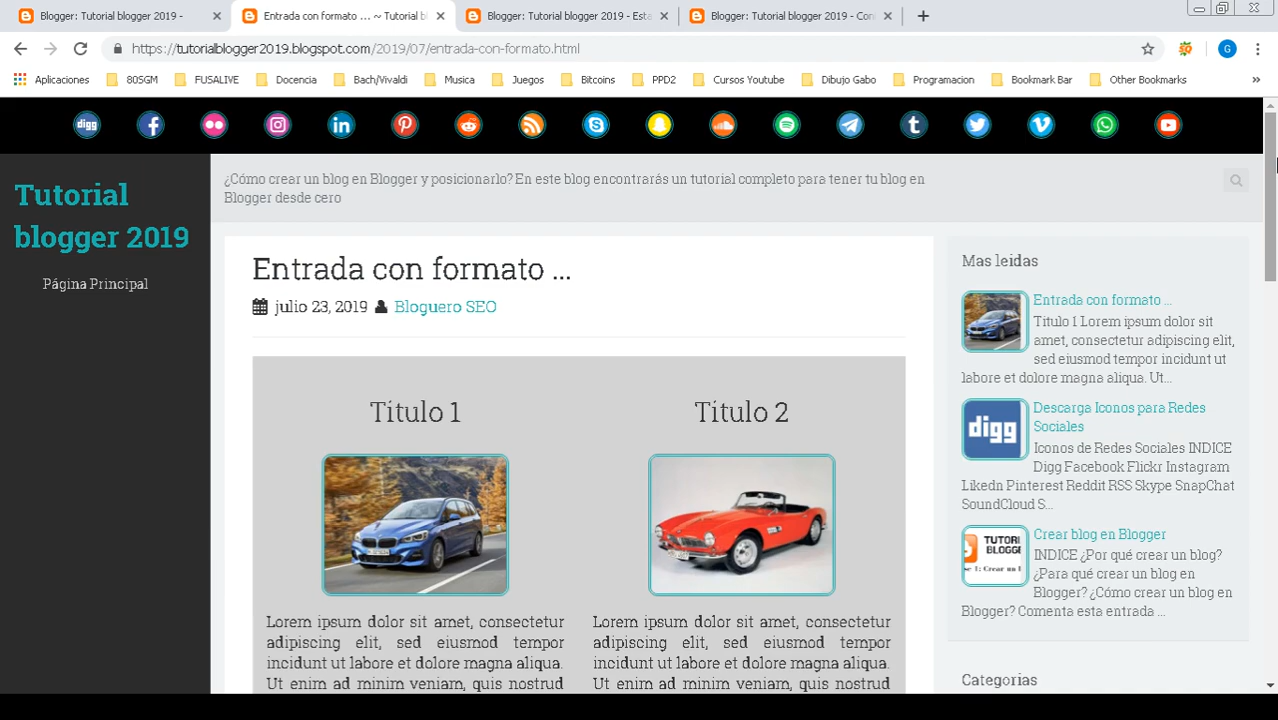 Blogger: Tutorial blogger 2019 -
Entrada con formato ... ~ Tutorial bl
Blogger: Tutorial blogger 2019 - Esta
Blogger: Tutorial blogger 2019 - Con
https://tutorialblogger2019.blogspot.com/2019/07/entrada-con-formato.html
G
Aplicaciones
80SGM
FUSALIVE
Docencia
Bach/Vivaldi
Musica
Juegos
Bitcoins
PPD2
Cursos Youtube
Dibujo Gabo
Programacion
Bookmark Bar
Other Bookmarks
»
digg
Tutorial
blogger 2019
Página Principal
¿Cómo crear un blog en Blogger y posicionarlo? En este blog encontrarás un tutorial completo para tener tu blog en
Blogger desde cero
Entrada con formato ...
julio 23, 2019 Bloguero SEO
Título 1
Título 2
Lorem ipsum dolor sit amet, consectetur
adipiscing elit, sed eiusmod tempor
incidunt ut labore et dolore magna aliqua.
Ut enim ad minim veniam, quis nostrud
Lorem ipsum dolor sit amet, consectetur
adipiscing elit, sed eiusmod tempor
incidunt ut labore et dolore magna aliqua.
Ut enim ad minim veniam, quis nostrud
Mas leidas
Entrada con formato ...
Título 1 Lorem ipsum dolor sit
amet, consectetur adipiscing elit,
sed eiusmod tempor incidunt ut
labore et dolore magna aliqua. Ut...
digg
Descarga Iconos para Redes
Sociales
Iconos de Redes Sociales INDICE
Digg Facebook Flickr Instagram
Likedn Pinterest Reddit RSS Skype SnapChat
SoundCloud S...
TUTORI
BLOGGE
se 1: Crear un l
Crear blog en Blogger
INDICE ¿Por qué crear un blog?
¿Para qué crear un blog en
Blogger? ¿Cómo crear un blog en
Blogger? Comenta esta entrada ...
Categorias